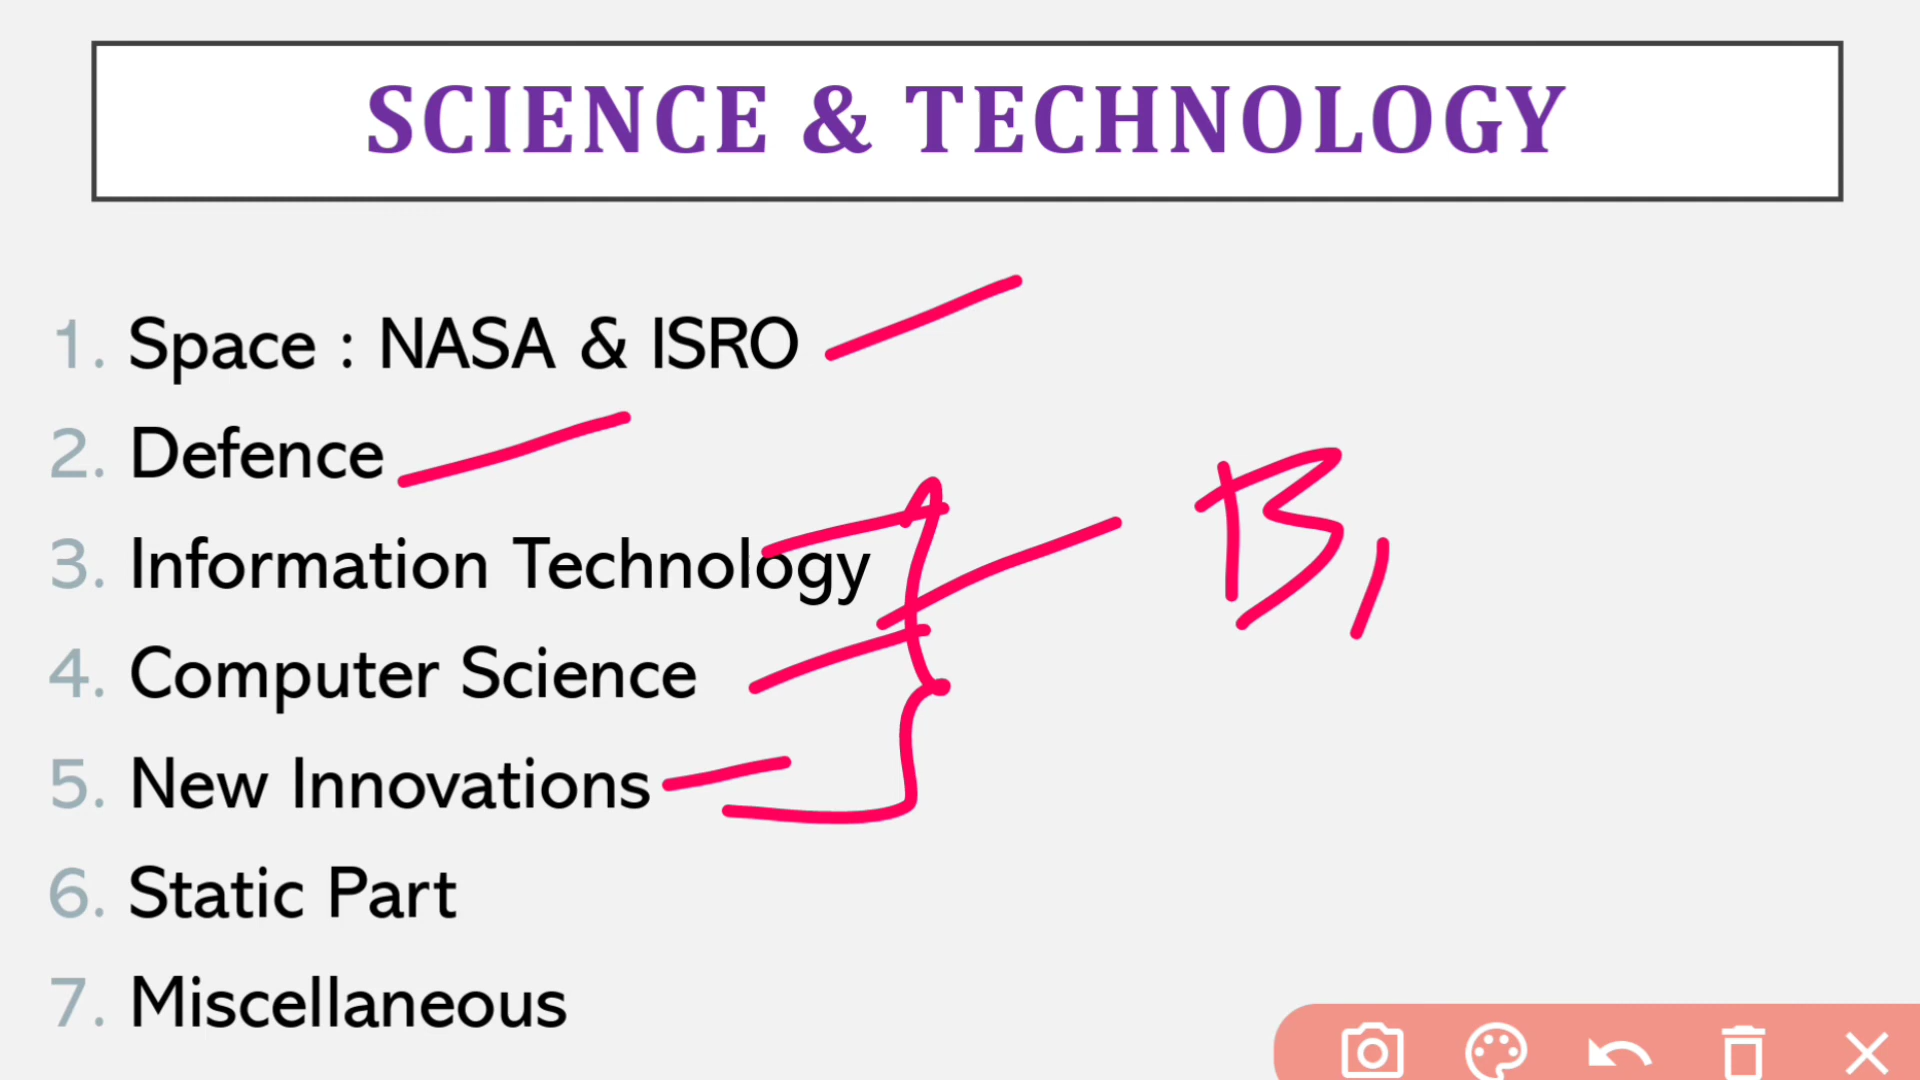 SCIENCE & TECHNOLOGY
1. Space : NASA & ISRO
2. Defence
3. Information Technology
4. Computer Science
5. New Innovations
6. Static Part
7. Miscellaneous
B,